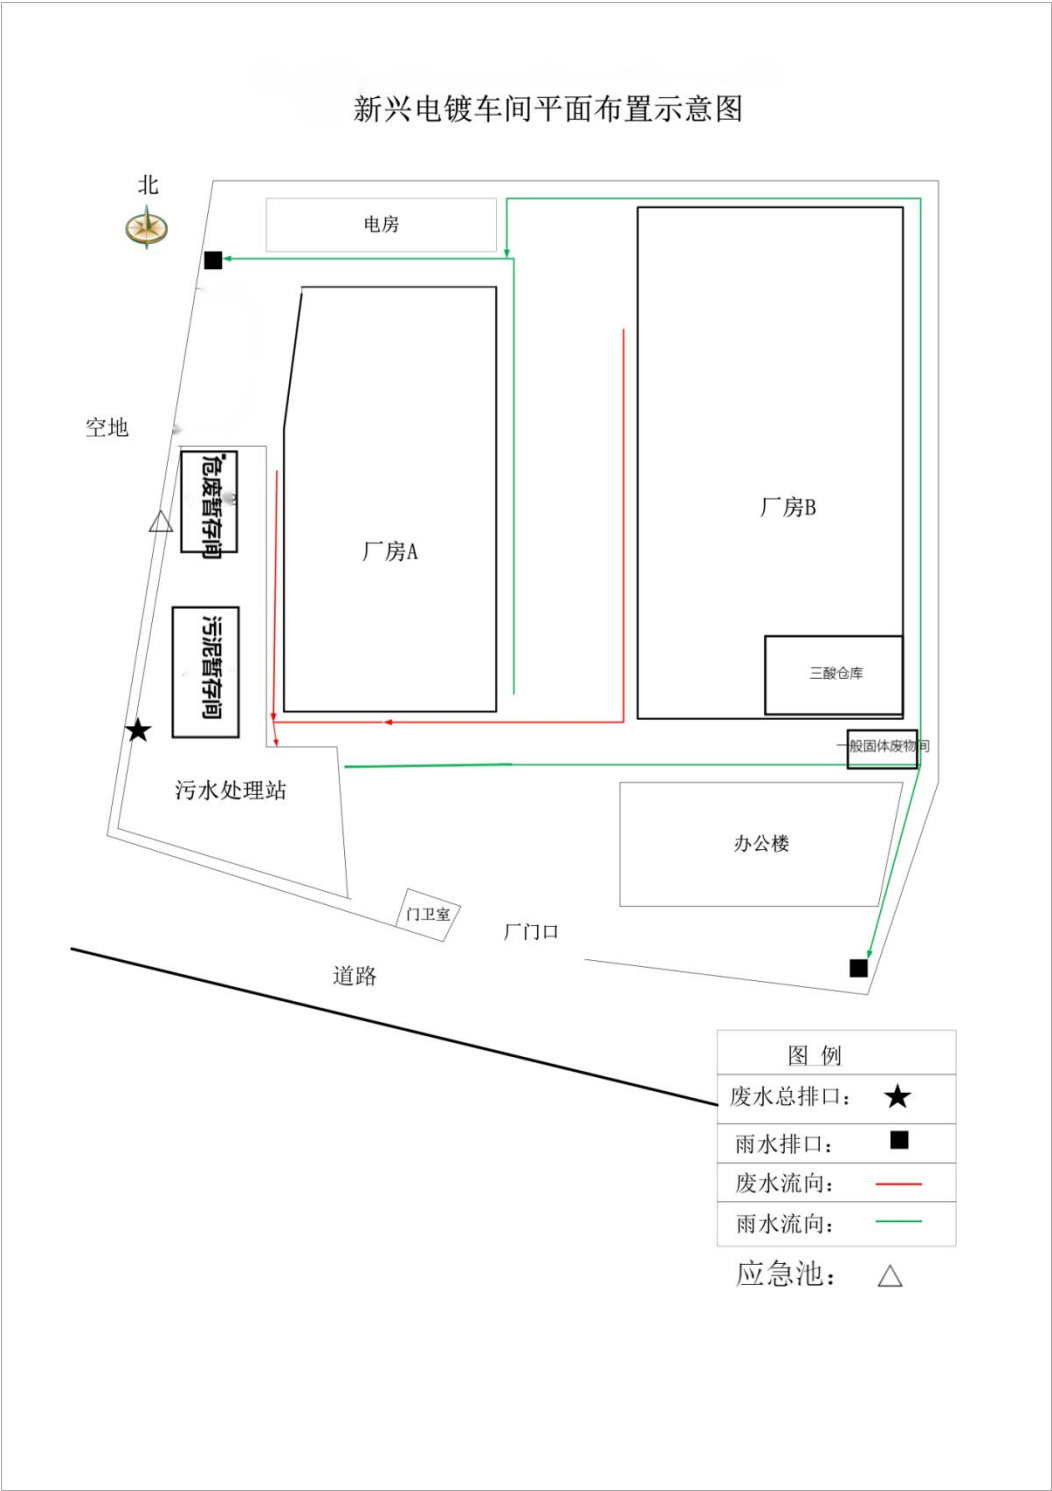 新兴电镀车间平面布置示意图
北
电房
空地
危废暂存间
厂房A
厂房B
污泥暂存间
三酸仓库
一般固体废物间
污水处理站
办公楼
门卫室
厂门口
道路
图 例
废水总排口：
雨水排口：
废水流向：
雨水流向：
应急池：